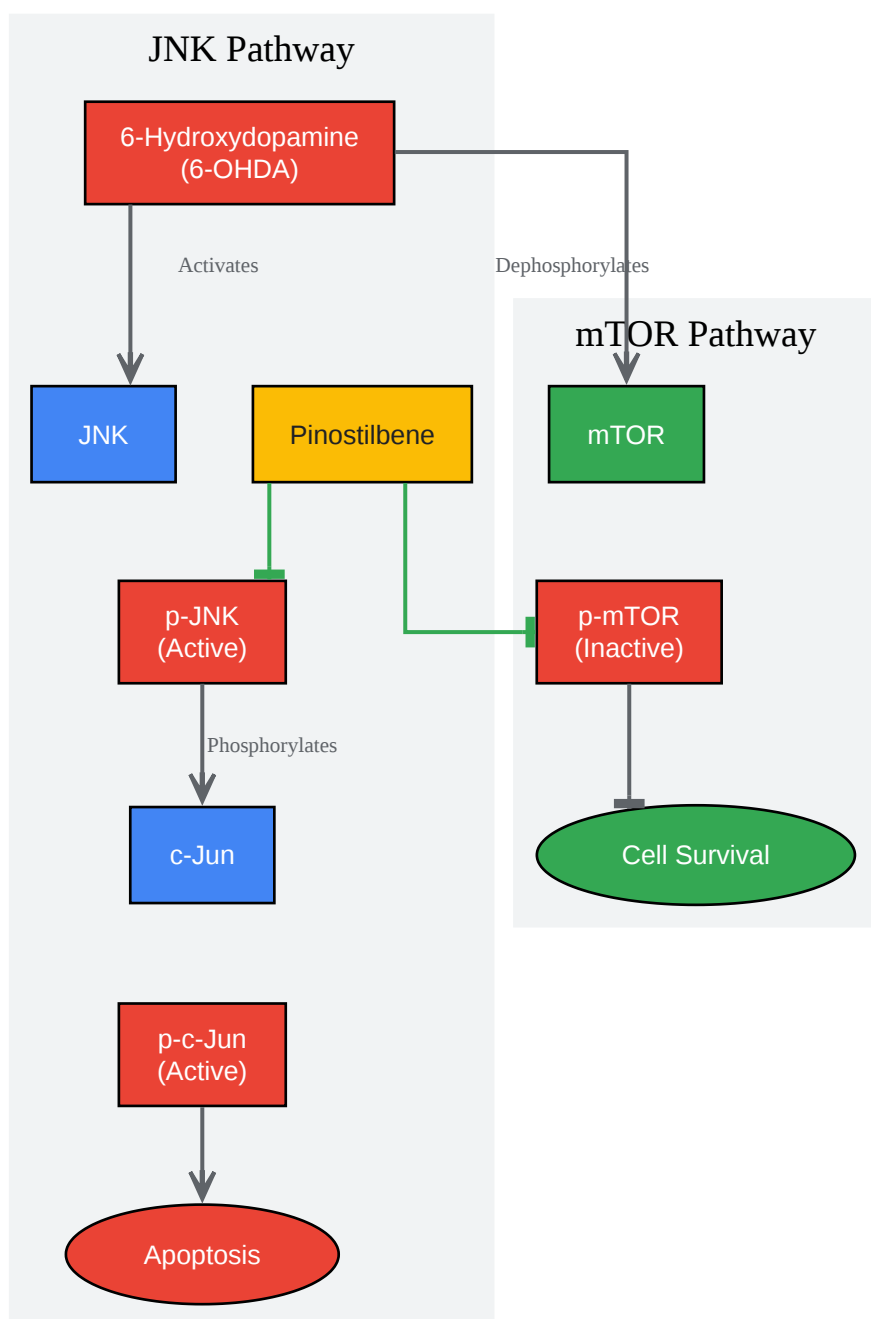 JNK Pathway
6-Hydroxydopamine
(6-OHDA)
Activates
Dephosphorylates
mTOR Pathway
JNK
Pinostilbene
mTOR
p-JNK
(Active)
p-mTOR
(Inactive)
Phosphorylates
c-Jun
Cell Survival
p-c-Jun
(Active)
Apoptosis